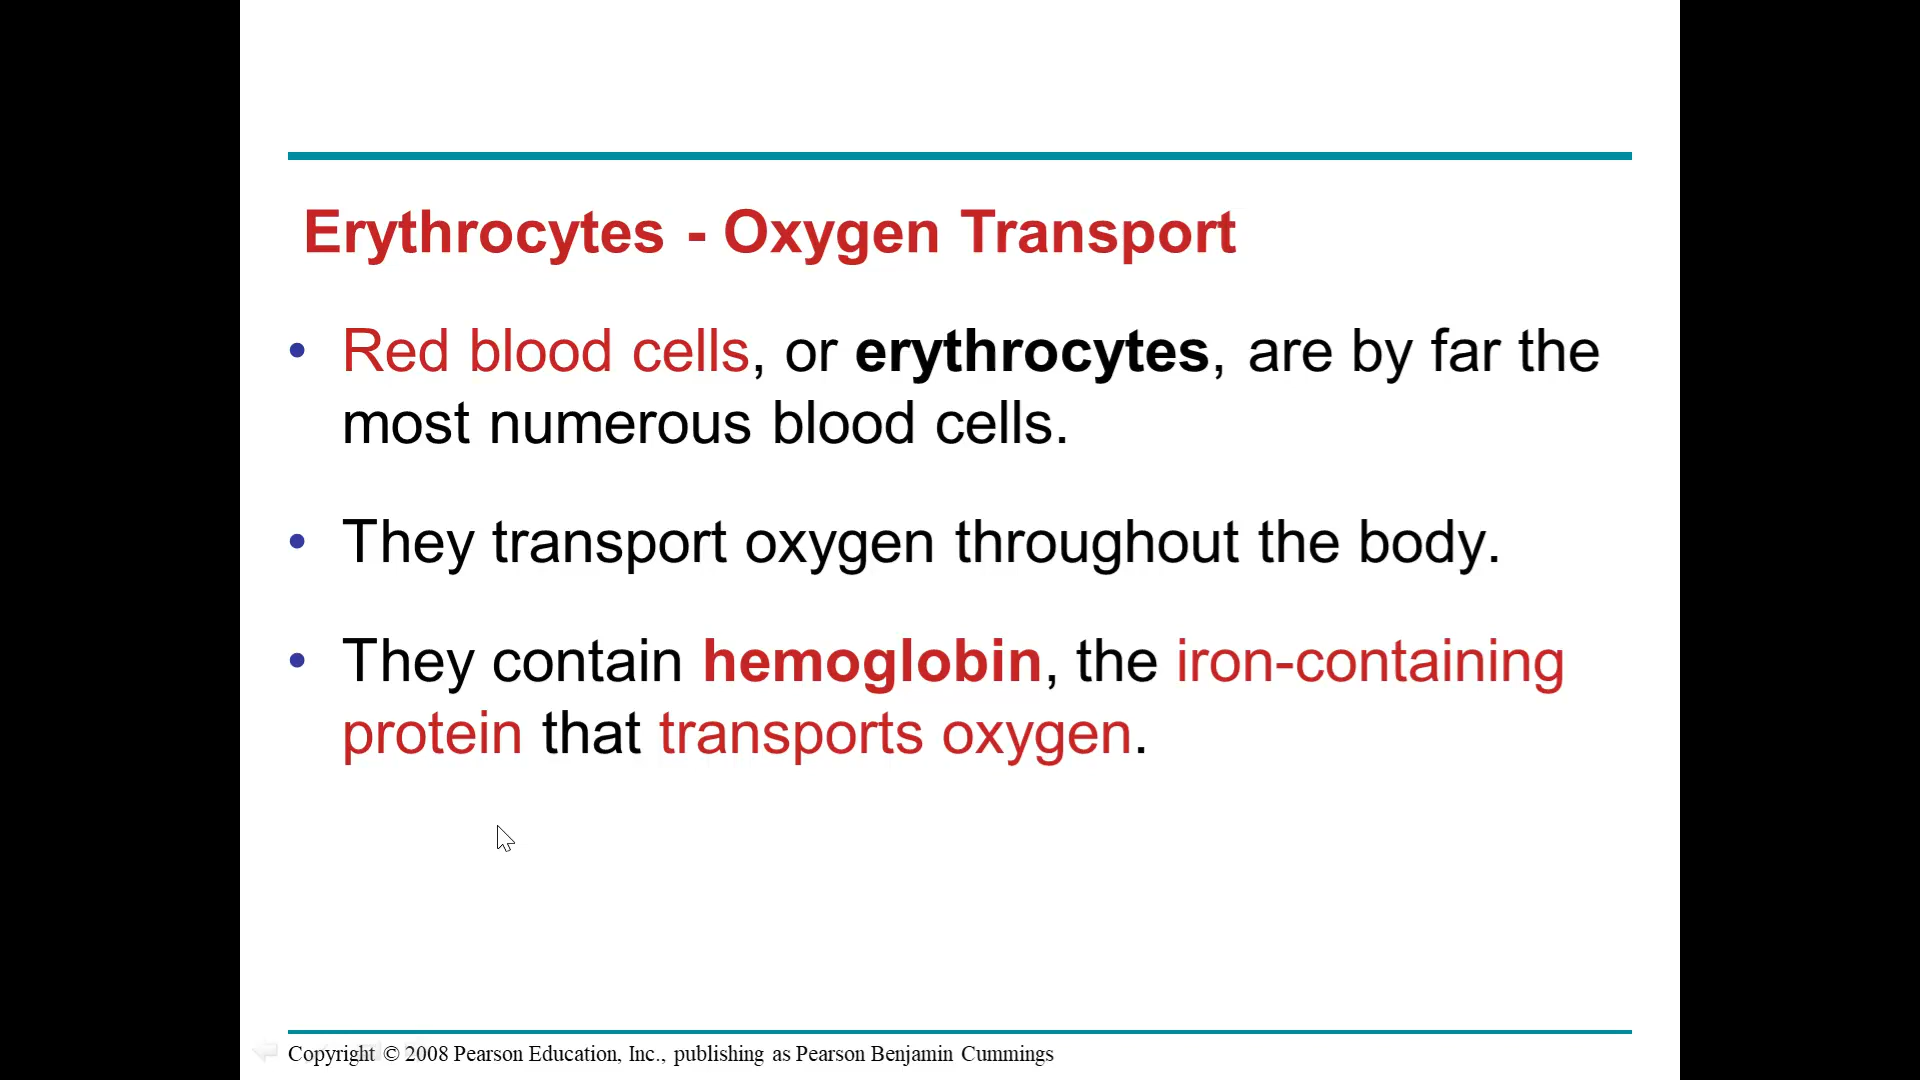 Erythrocytes - Oxygen Transport
• Red blood cells, or erythrocytes, are by far the
most numerous blood cells.
• They transport oxygen throughout the body.
• They contain hemoglobin, the iron-containing
protein that transports oxygen.
Copyright © 2008 Pearson Education, Inc., publishing as Pearson Benjamin Cummings